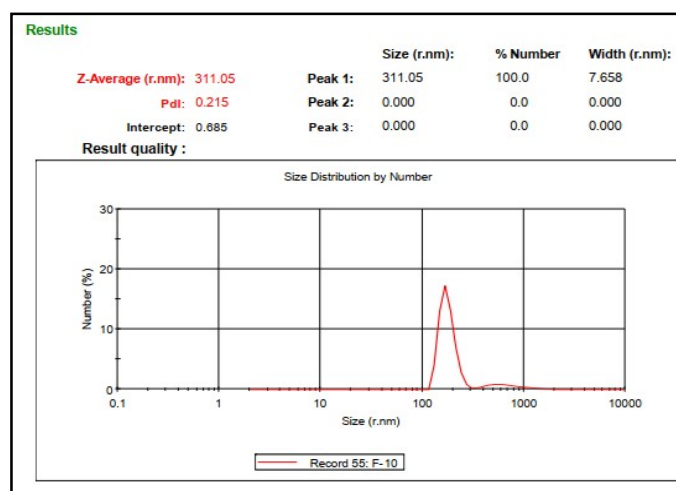 Results
Size (r.nm): % Number Width (r.nm):
Z-Average (r.nm): 311.05 Peak 1: 311.05 100.0 7.658
PdI: 0.215 Peak 2: 0.000 0.0 0.000
Intercept: 0.685 Peak 3: 0.000 0.0 0.000
Result quality :
Size Distribution by Number
30
20
10
0
Number (%)
0.1 1 10 100 1000 10000
Size (r.nm)
Record 55: F-10